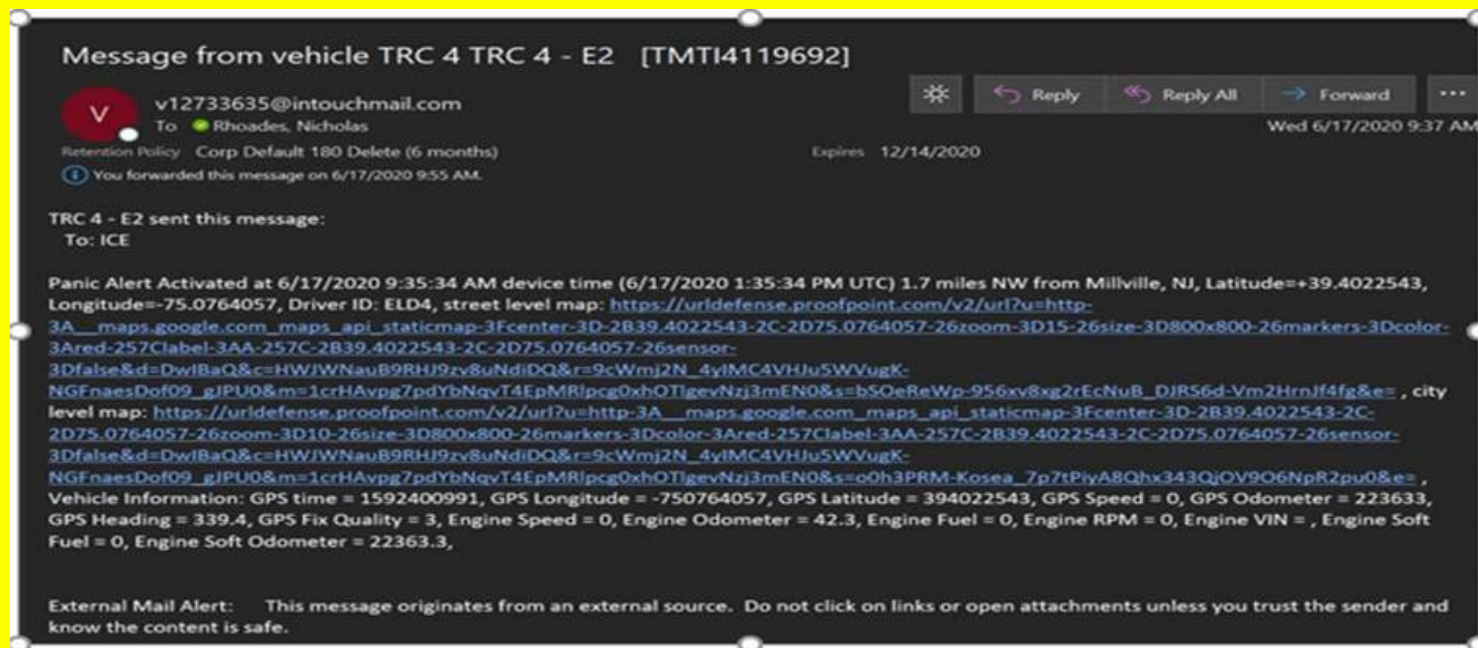 Message from vehicle TRC 4 TRC 4 - E2 [TMTI4119692]
V
v12733635@intouchmail.com
Reply
Reply All
Forward
To Rhoades, Nicholas
Wed 6/17/2020 9:37 AM
Retention Policy Corp Default 180 Delete (6 months)
Expires 12/14/2020
You forwarded this message on 6/17/2020 9:55 AM.
TRC 4 - E2 sent this message:
To: ICE
Panic Alert Activated at 6/17/2020 9:35:34 AM device time (6/17/2020 1:35:34 PM UTC) 1.7 miles NW from Millville, NJ, Latitude=+39.4022543,
Longitude=-75.0764057, Driver ID: ELD4, street level map: https://urldefense.proofpoint.com/v2/url?u=http-
3A__maps.google.com_maps_api_staticmap-3Fcenter-3D-2B39.4022543-2C-2D75.0764057-26zoom-3D15-26size-3D800x800-26markers-3Dcolor-
3Ared-257Clabel-3AA-257C-2B39.4022543-2C-2D75.0764057-26sensor-
3Dfalse&d=DwIBaQ&c=HWJWNauB9RHJ9zv8uNdiDQ&r=9cWmj2N_4yIMC4VHJu5WVugK-
NGFnaesDof09_gJPU0&m=1crHAvpg7pdYbNqvT4EpMRlpcg0xhOTlgevNzj3mEN0&s=bSOeReWp-956xv8xg2rEcNuB_DJRS6d-Vm2HrnJf4fg&e= , city
level map: https://urldefense.proofpoint.com/v2/url?u=http-3A__maps.google.com_maps_api_staticmap-3Fcenter-3D-2B39.4022543-2C-
2D75.0764057-26zoom-3D10-26size-3D800x800-26markers-3Dcolor-3Ared-257Clabel-3AA-257C-2B39.4022543-2C-2D75.0764057-26sensor-
3Dfalse&d=DwIBaQ&c=HWJWNauB9RHJ9zv8uNdiDQ&r=9cWmj2N_4yIMC4VHJu5WVugK-
NGFnaesDof09_gJPU0&m=1crHAvpg7pdYbNqvT4EpMRlpcg0xhOTlgevNzj3mEN0&s=o0h3PRM-Kosea_7p7tPiyA8Qhx343QjOV9O6NpR2pu0&e= ,
Vehicle Information: GPS time = 1592400991, GPS Longitude = -750764057, GPS Latitude = 394022543, GPS Speed = 0, GPS Odometer = 223633,
GPS Heading = 339.4, GPS Fix Quality = 3, Engine Speed = 0, Engine Odometer = 42.3, Engine Fuel = 0, Engine RPM = 0, Engine VIN = , Engine Soft
Fuel = 0, Engine Soft Odometer = 22363.3,
External Mail Alert: This message originates from an external source. Do not click on links or open attachments unless you trust the sender and
know the content is safe.